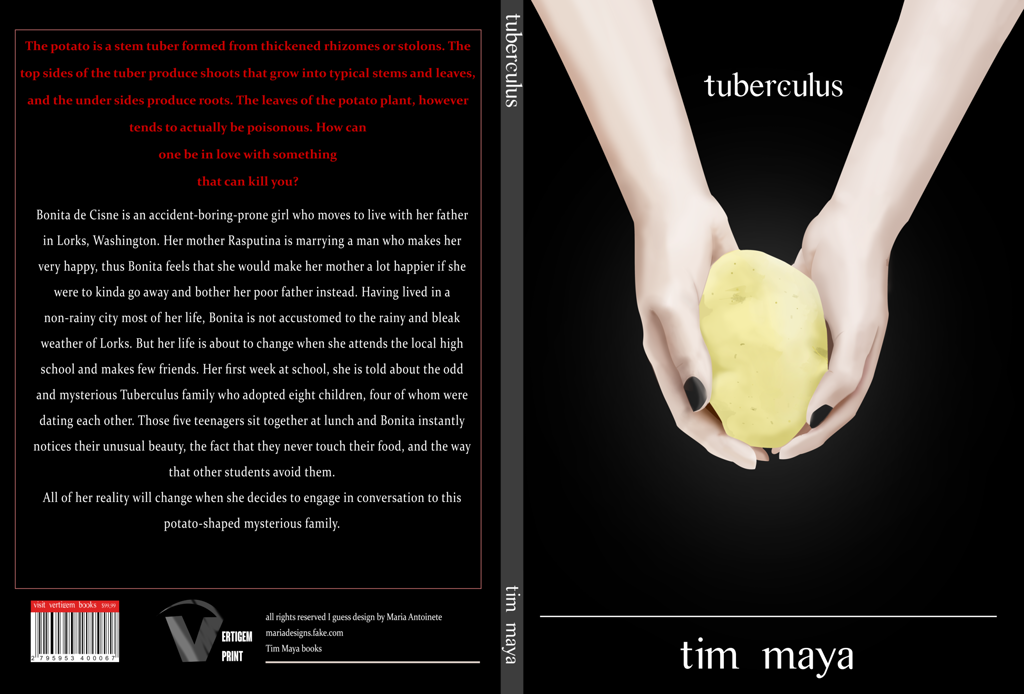 The potato is a stem tuber formed from thickened rhizomes or stolons. The
top sides of the tuber produce shoots that grow into typical stems and leaves,
and the under sides produce roots. The leaves of the potato plant, however
tends to actually be poisonous. How can
one be in love with something
that can kill you?
Bonita de Cisne is an accident-boring-prone girl who moves to live with her father
in Lorks, Washington. Her mother Rasputina is marrying a man who makes her
very happy, thus Bonita feels that she would make her mother a lot happier if she
were to kinda go away and bother her poor father instead. Having lived in a
non-rainy city most of her life, Bonita is not accustomed to the rainy and bleak
weather of Lorks. But her life is about to change when she attends the local high
school and makes few friends. Her first week at school, she is told about the odd
and mysterious Tuberculus family who adopted eight children, four of whom were
dating each other. Those five teenagers sit together at lunch and Bonita instantly
notices their unusual beauty, the fact that they never touch their food, and the way
that other students avoid them.
All of her reality will change when she decides to engage in conversation to this
potato-shaped mysterious family.
visit vertigem books $99,99
2 795953 400067
VERTIGEM
PRINT
all rights reserved I guess design by Maria Antoinete
mariadesigns.fake.com
Tim Maya books
tuberculus
tim maya
tuberculus
tim maya